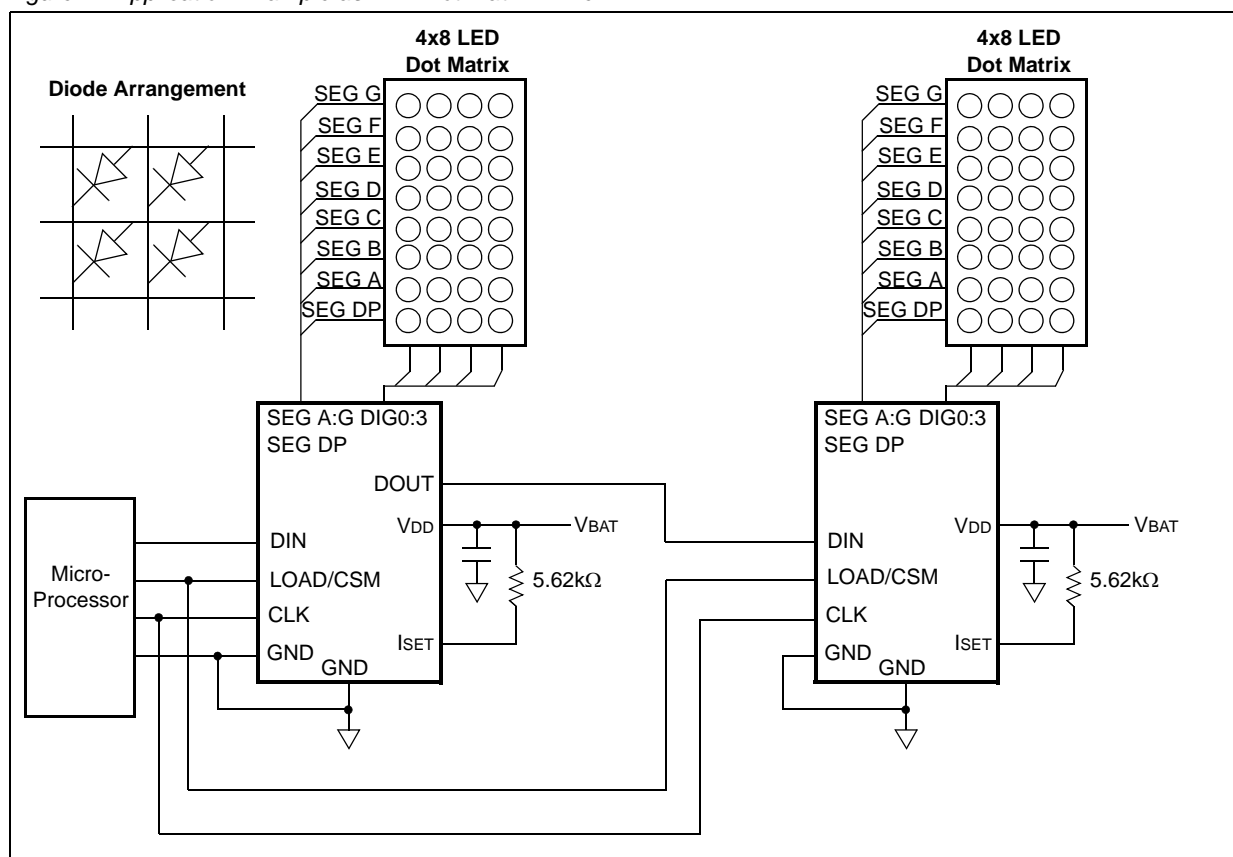 4x8 LED
Dot Matrix
4x8 LED
Dot Matrix
Diode Arrangement
SEG G
SEG F
SEG E
SEG D
SEG C
SEG B
SEG A
SEG DP
SEG G
SEG F
SEG E
SEG D
SEG C
SEG B
SEG A
SEG DP
SEG A:G DIG0:3
SEG DP
DOUT
VDD
VBAT
DIN
LOAD/CSM
5.62kΩ
CLK
ISET
GND
GND
Micro-
Processor
SEG A:G DIG0:3
SEG DP
VDD
VBAT
DIN
LOAD/CSM
5.62kΩ
CLK
ISET
GND
GND